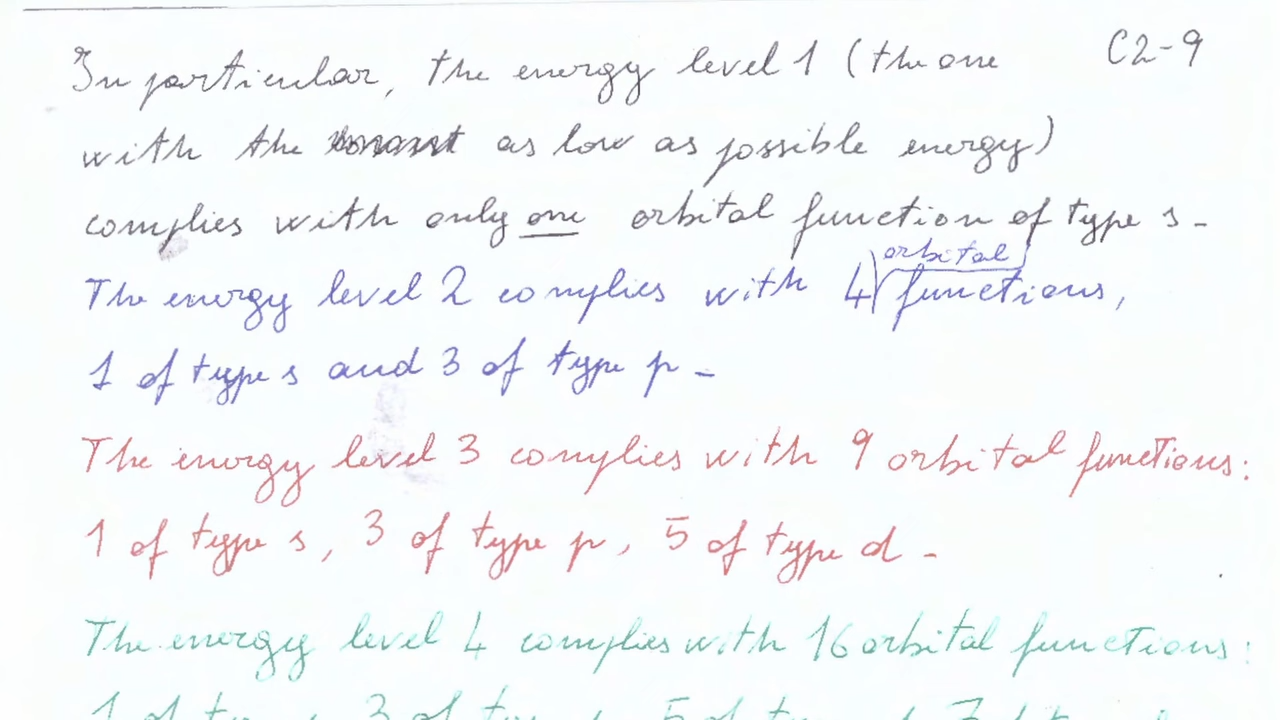 In particular, the energy level 1 (the one C2-9
with the as low as possible energy)
complies with only one orbital function of type s-
orbital
The energy level 2 complies with 4 functions,
1 of type s and 3 of type p-
The energy level 3 complies with 9 orbital functions:
1 of type s, 3 of type p, 5 of type d-
The energy level 4 complies with 16 orbital functions: